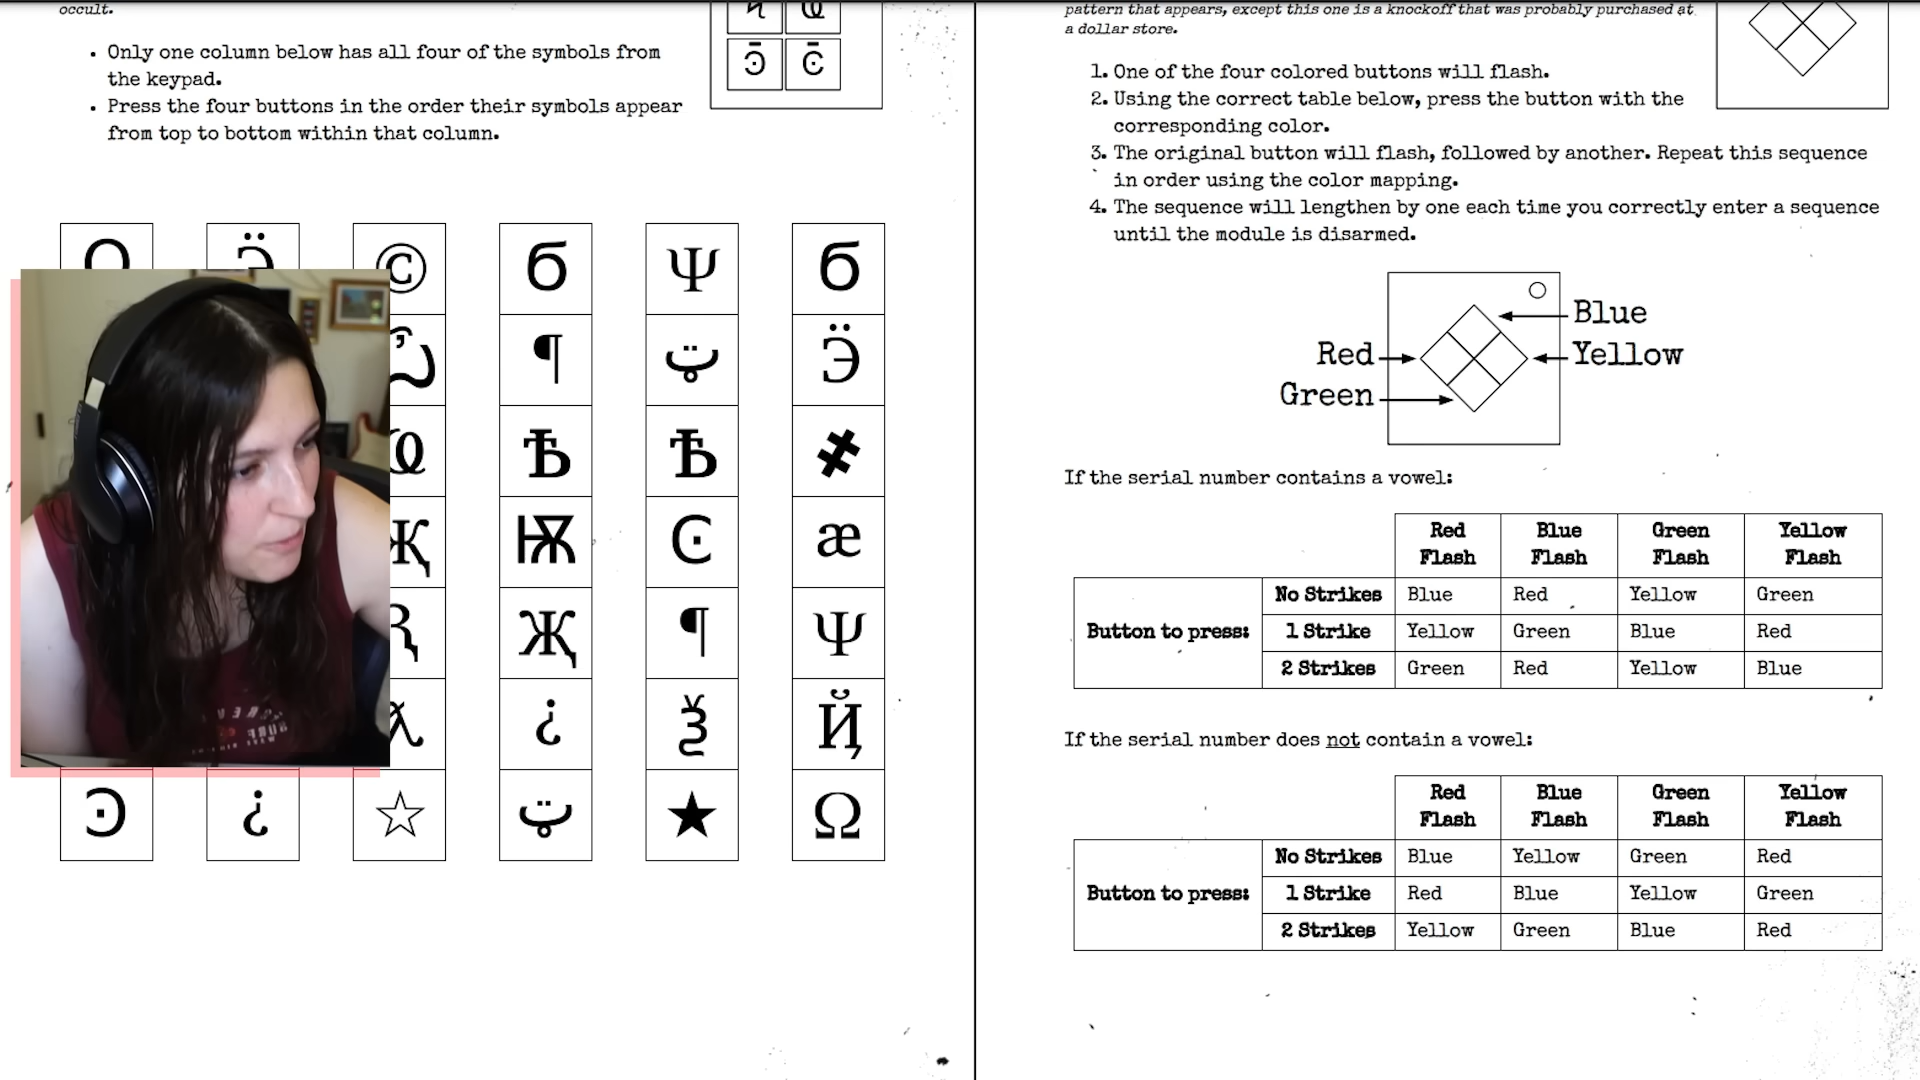 occult.
• Only one column below has all four of the symbols from
the keypad.
• Press the four buttons in the order their symbols appear
from top to bottom within that column.
© б Ψ б
¶ ټ Ӭ
Ѣ Ѣ ҂
Ѭ Ͼ æ
Җ ¶ Ψ
¿ Ѯ Ҋ
Ͽ ¿ ☆ ټ ★ Ω
pattern that appears, except this one is a knockoff that was probably purchased at
a dollar store.
1. One of the four colored buttons will flash.
2. Using the correct table below, press the button with the
corresponding color.
3. The original button will flash, followed by another. Repeat this sequence
in order using the color mapping.
4. The sequence will lengthen by one each time you correctly enter a sequence
until the module is disarmed.
Blue
Red
Yellow
Green
If the serial number contains a vowel:
Red Flash Blue Flash Green Flash Yellow Flash
Button to press:
No Strikes Blue Red Yellow Green
1 Strike Yellow Green Blue Red
2 Strikes Green Red Yellow Blue
If the serial number does not contain a vowel:
Red Flash Blue Flash Green Flash Yellow Flash
Button to press:
No Strikes Blue Yellow Green Red
1 Strike Red Blue Yellow Green
2 Strikes Yellow Green Blue Red